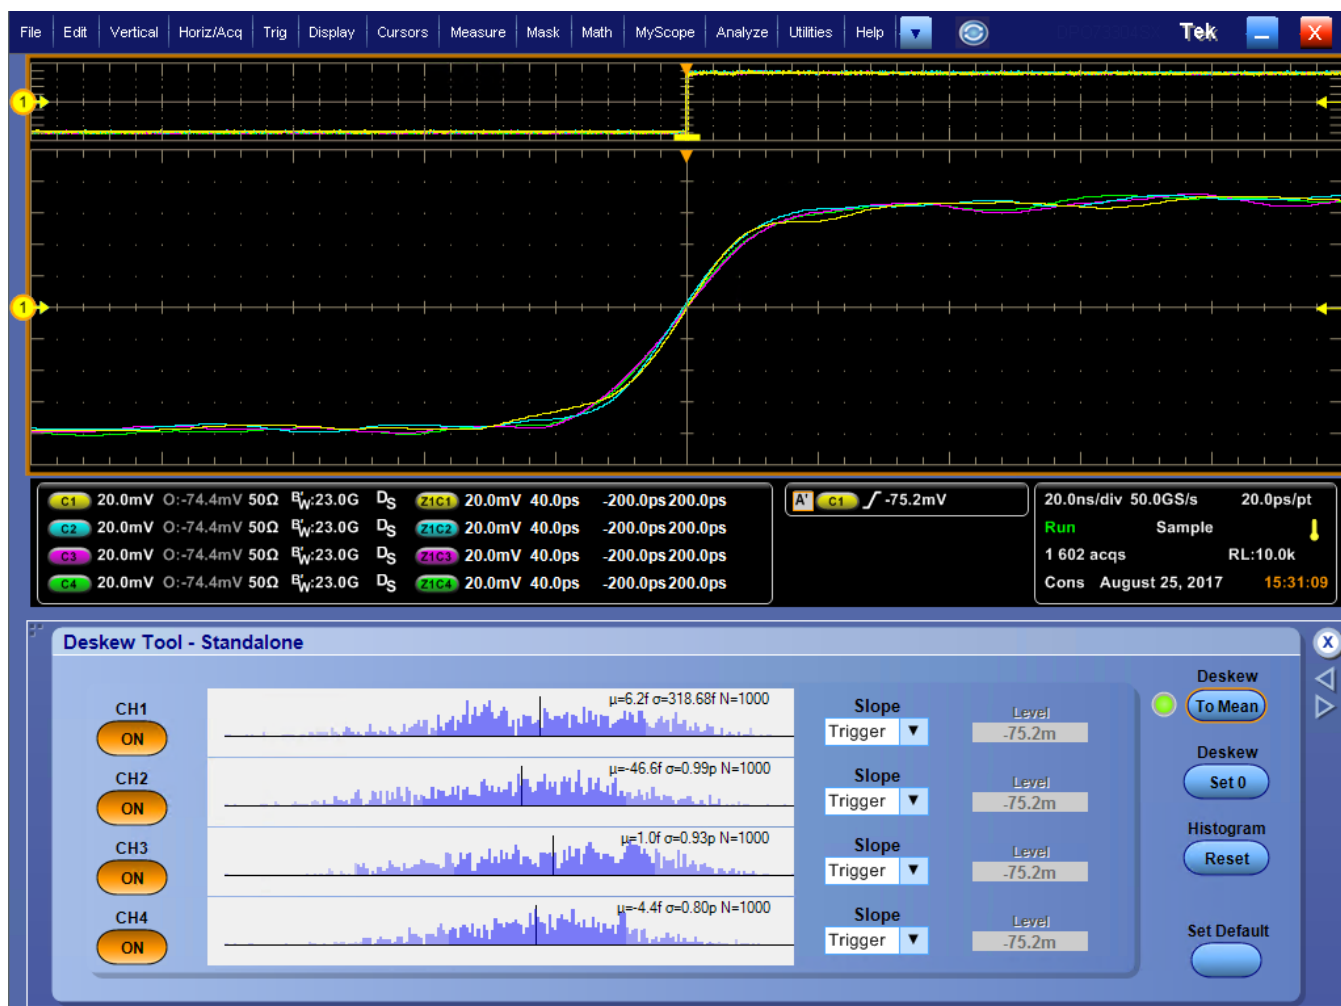 File Edit Vertical Horiz/Acq Trig Display Cursors Measure Mask Math MyScope Analyze Utilities Help Tek X
1
1
C1 20.0mV O:-74.4mV 50Ω BW:23.0G DS Z1C1 20.0mV 40.0ps -200.0ps 200.0ps
C2 20.0mV O:-74.4mV 50Ω BW:23.0G DS Z1C2 20.0mV 40.0ps -200.0ps 200.0ps
C3 20.0mV O:-74.4mV 50Ω BW:23.0G DS Z1C3 20.0mV 40.0ps -200.0ps 200.0ps
C4 20.0mV O:-74.4mV 50Ω BW:23.0G DS Z1C4 20.0mV 40.0ps -200.0ps 200.0ps
A' C1 -75.2mV
20.0ns/div 50.0GS/s 20.0ps/pt
Run Sample
1 602 acqs RL:10.0k
Cons August 25, 2017 15:31:09
Deskew Tool - Standalone
X
CH1
ON
μ=6.2f σ=318.68f N=1000
Slope
Trigger
Level
-75.2m
CH2
ON
μ=-46.6f σ=0.99p N=1000
Slope
Trigger
Level
-75.2m
CH3
ON
μ=1.0f σ=0.93p N=1000
Slope
Trigger
Level
-75.2m
CH4
ON
μ=-4.4f σ=0.80p N=1000
Slope
Trigger
Level
-75.2m
Deskew
To Mean
Deskew
Set 0
Histogram
Reset
Set Default